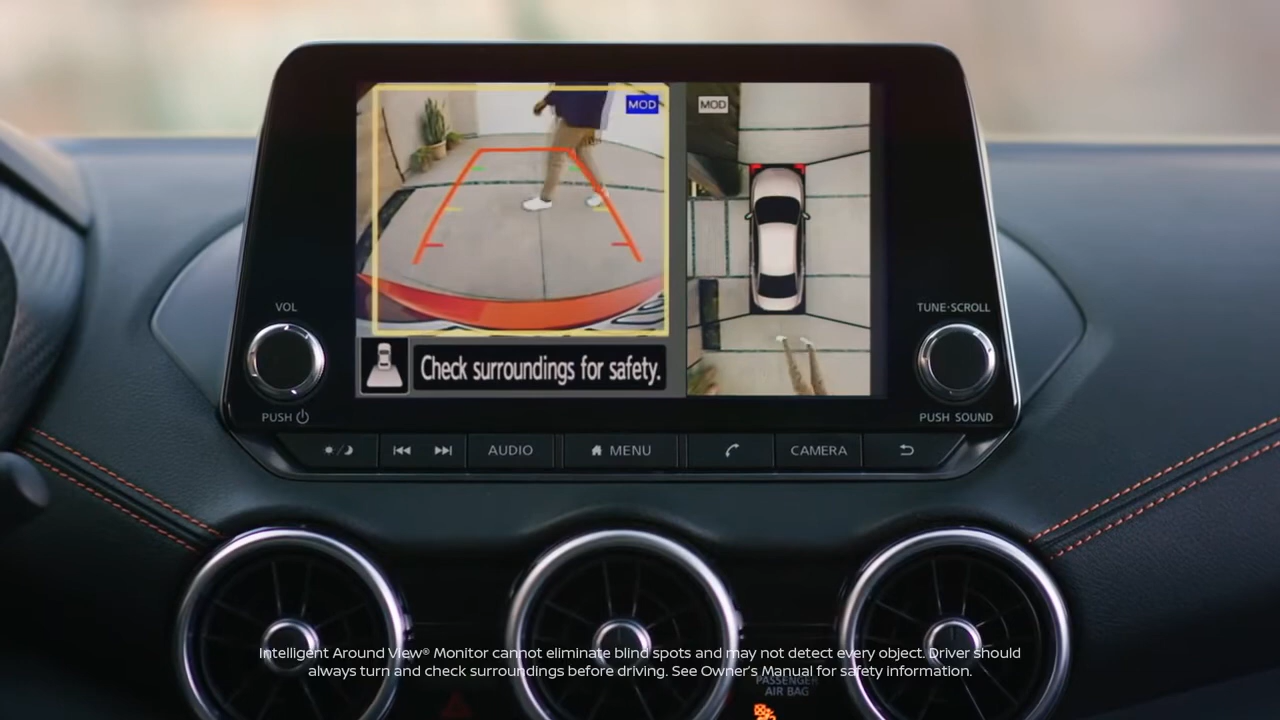 MOD
MOD
Check surroundings for safety.
VOL
PUSH
TUNE·SCROLL
PUSH SOUND
AUDIO
MENU
CAMERA
Intelligent Around View® Monitor cannot eliminate blind spots and may not detect every object. Driver should
always turn and check surroundings before driving. See Owner's Manual for safety information.
PASSENGER
AIR BAG